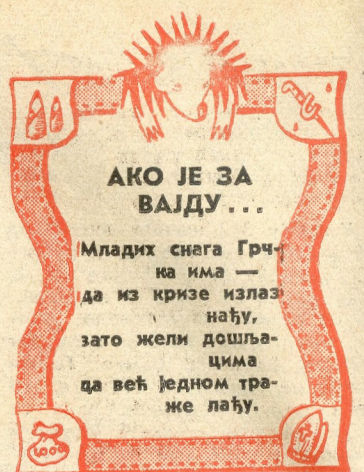 АКО ЈЕ ЗА
ВАЈДУ...
Младих снага Грч-
ка има —
да из кризе излаз
нађу,
зато жели дошља-
цима
да већ једном тра-
же лађу.
1000